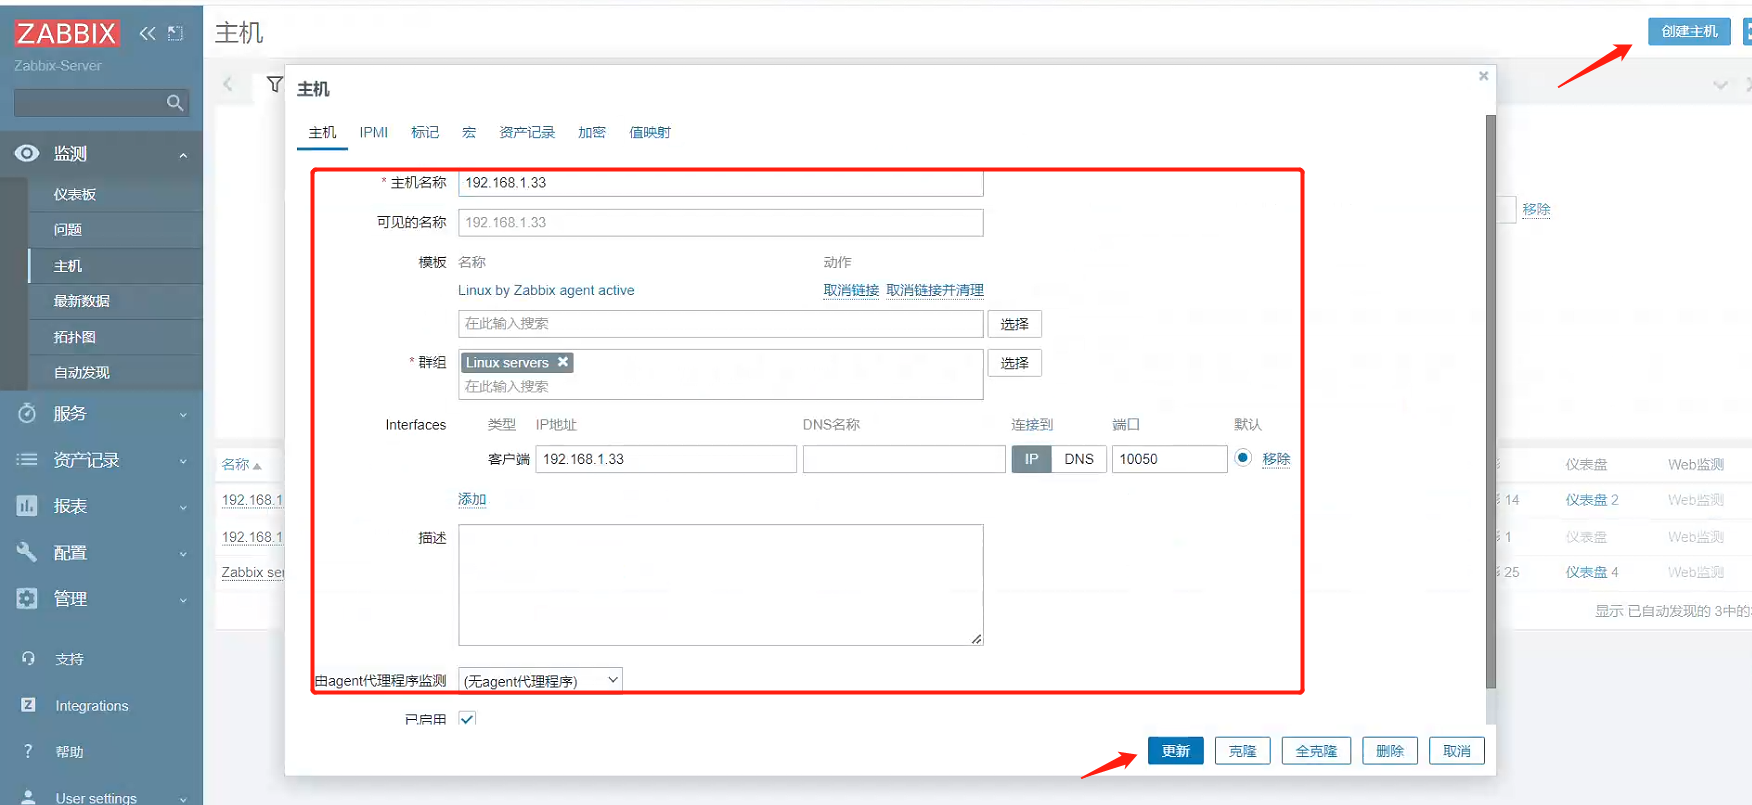 ZABBIX
Zabbix-Server
监测
仪表板
问题
主机
最新数据
拓扑图
自动发现
服务
资产记录
报表
配置
管理
支持
Integrations
帮助
User settings
主机
创建主机
主机
主机 IPMI 标记 宏 资产记录 加密 值映射
* 主机名称 192.168.1.33
可见的名称 192.168.1.33
模板 名称 动作
Linux by Zabbix agent active 取消链接 取消链接并清理
在此输入搜索 选择
* 群组 Linux servers 选择
在此输入搜索
Interfaces 类型 IP地址 DNS名称 连接到 端口 默认
客户端 192.168.1.33 IP DNS 10050 移除
添加
描述
由agent代理程序监测 (无agent代理程序)
已启用
更新 克隆 全克隆 删除 取消
移除
名称 仪表盘 Web监测
192.168.1 14 仪表盘 2 Web监测
192.168.1 1 仪表盘 Web监测
Zabbix ser 25 仪表盘 4 Web监测
显示 已自动发现的 3中的